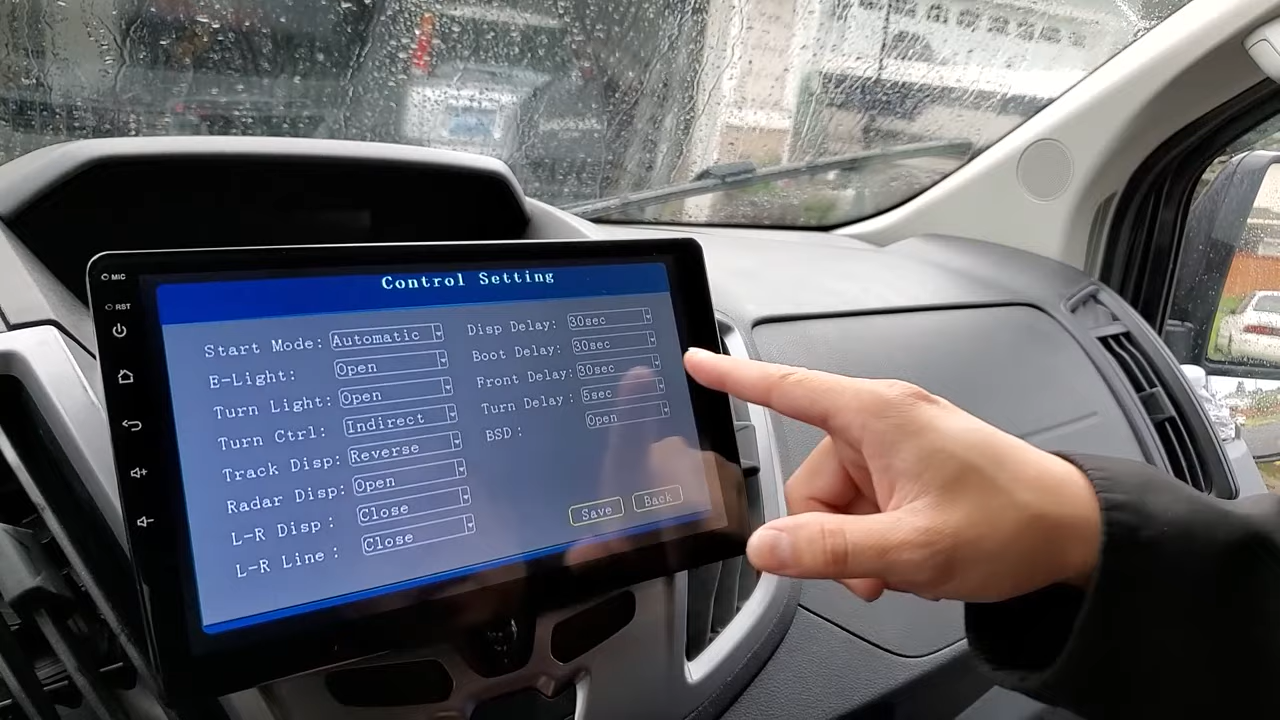 MIC
RST
Control Setting
Start Mode: Automatic
E-Light: Open
Turn Light: Open
Turn Ctrl: Indirect
Track Disp: Reverse
Radar Disp: Open
L-R Disp : Close
L-R Line : Close
Disp Delay: 30sec
Boot Delay: 30sec
Front Delay: 30sec
Turn Delay : 5sec
BSD : Open
Save Back